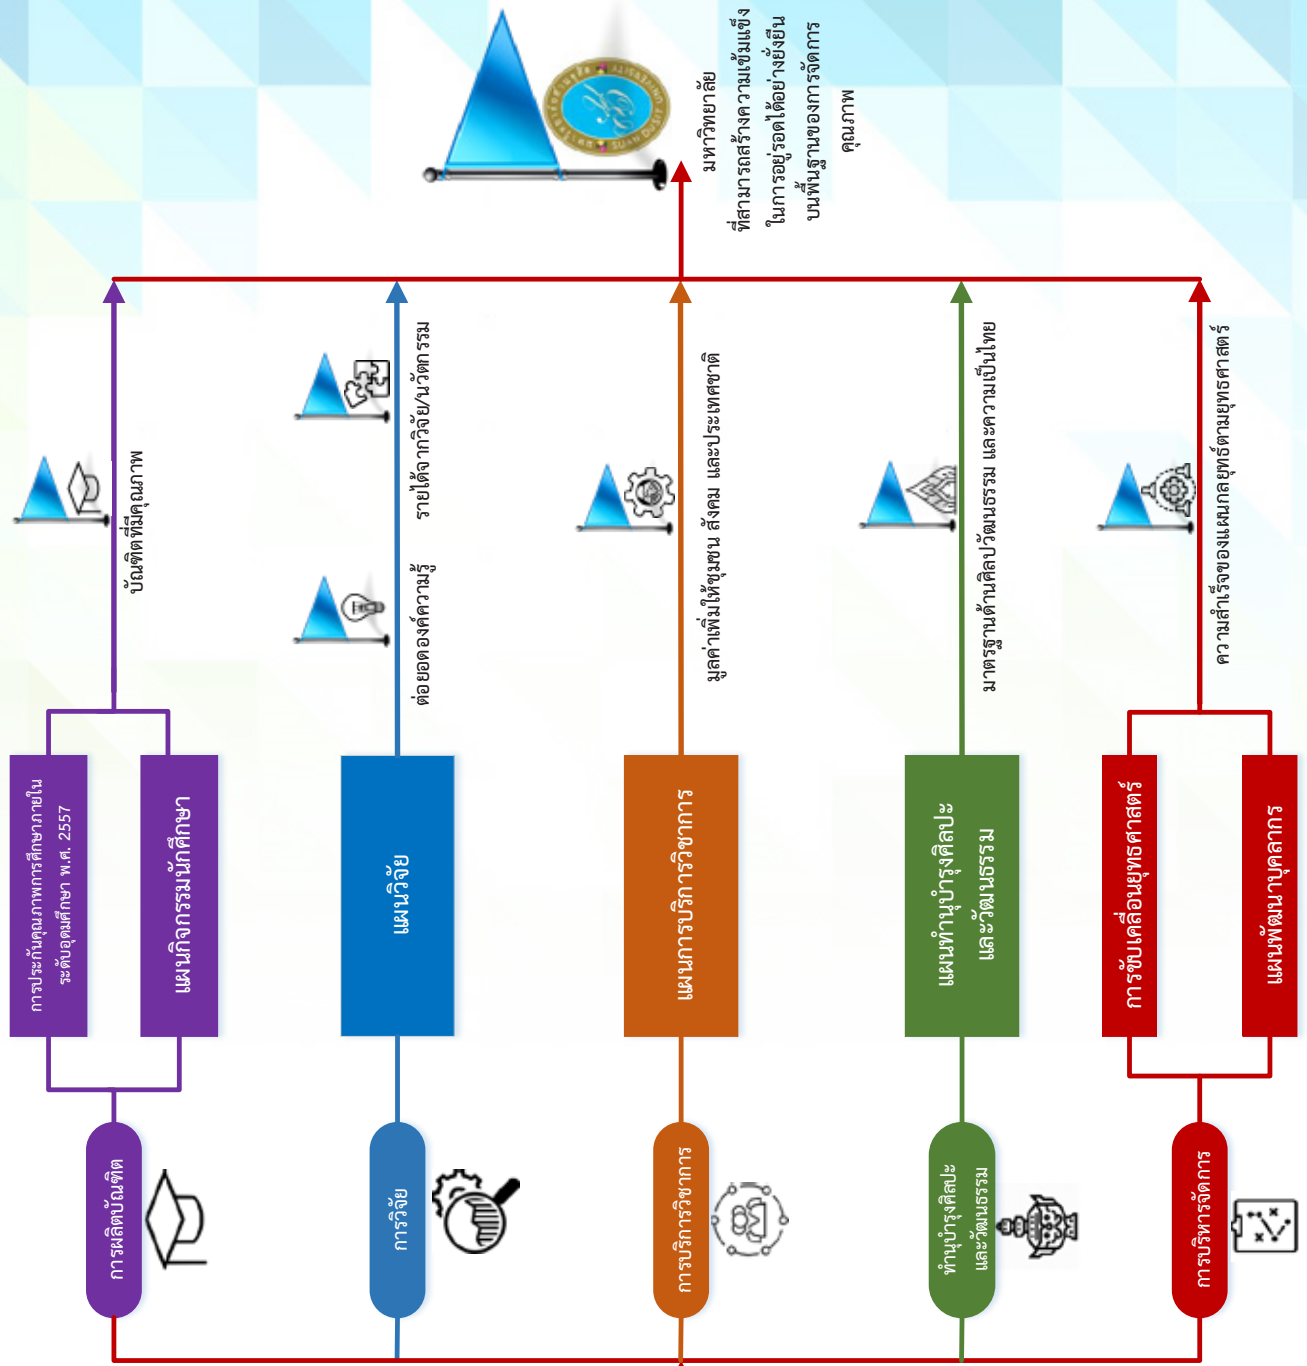 การผลิตบัณฑิต
การประกันคุณภาพการศึกษาภายใน
ระดับอุดมศึกษา พ.ศ. 2557
แผนกิจกรรมนักศึกษา
บัณฑิตที่มีคุณภาพ
การวิจัย
แผนวิจัย
ต่อยอดองค์ความรู้
รายได้จากวิจัย/นวัตกรรม
การบริการวิชาการ
แผนการบริการวิชาการ
มูลค่าเพิ่มให้ชุมชน สังคม และประเทศชาติ
ทำนุบำรุงศิลปะ
และวัฒนธรรม
แผนทำนุบำรุงศิลปะ
และวัฒนธรรม
มาตรฐานด้านศิลปวัฒนธรรม และความเป็นไทย
การบริหารจัดการ
การขับเคลื่อนยุทธศาสตร์
แผนพัฒนาบุคลากร
ความสำเร็จของแผนกลยุทธ์ตามยุทธศาสตร์
มหาวิทยาลัย
ที่สามารถสร้างความเข้มแข็ง
ในการอยู่รอดได้อย่างยั่งยืน
บนพื้นฐานของการจัดการ
คุณภาพ
SUAN DUSIT UNIVERSITY